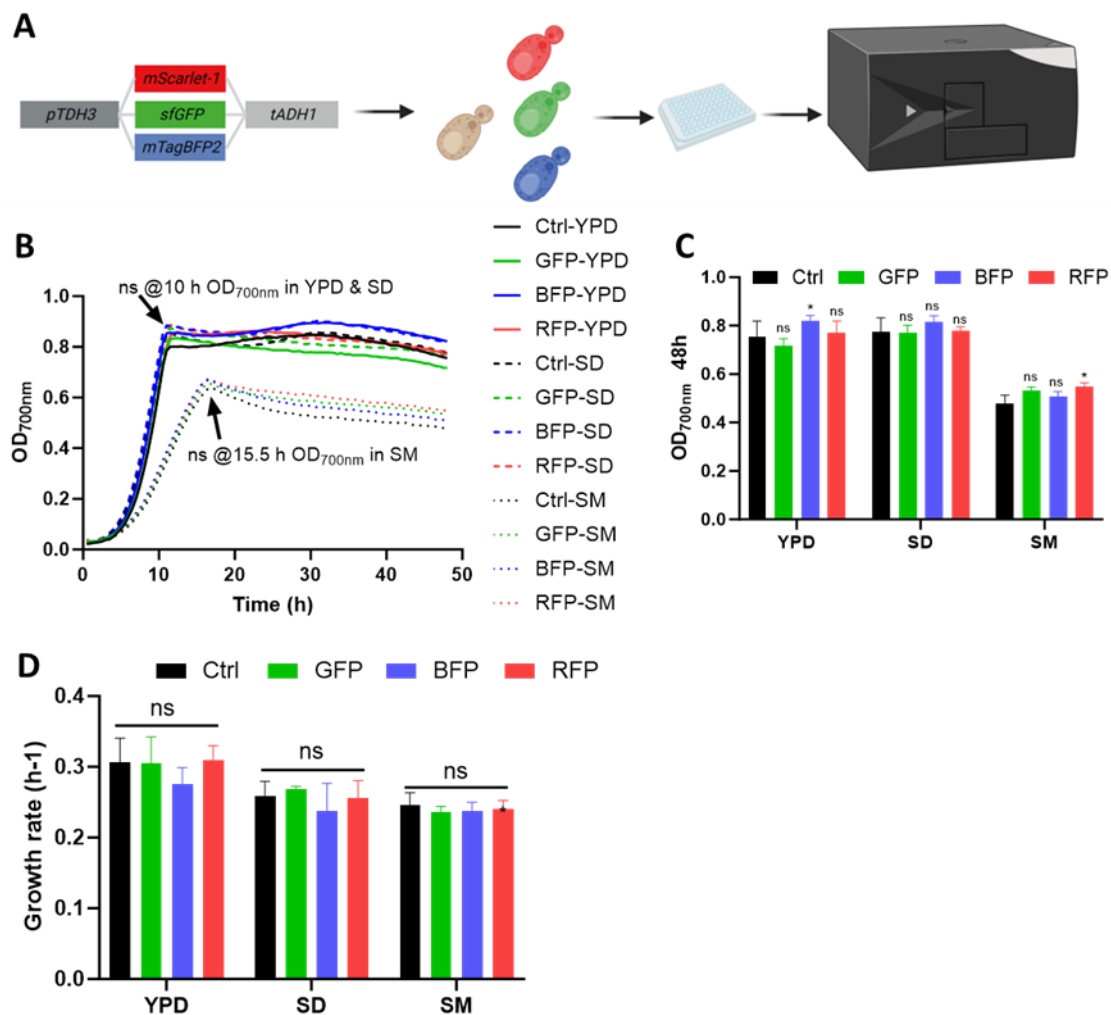 A
mScarlet-1
pTDH3
sfGFP
tADH1
mTagBFP2
B
ns @10 h OD700nm in YPD & SD
ns @15.5 h OD700nm in SM
OD700nm
1.0
0.8
0.6
0.4
0.2
0.0
0
10
20
30
40
50
Time (h)
Ctrl-YPD
GFP-YPD
BFP-YPD
RFP-YPD
Ctrl-SD
GFP-SD
BFP-SD
RFP-SD
Ctrl-SM
GFP-SM
BFP-SM
RFP-SM
C
Ctrl GFP BFP RFP
OD700nm 48h
1.0
0.8
0.6
0.4
0.2
0.0
ns * ns
ns ns ns
ns ns *
YPD SD SM
D
Ctrl GFP BFP RFP
Growth rate (h-1)
0.4
0.3
0.2
0.1
0.0
ns
ns
ns
*
YPD SD SM